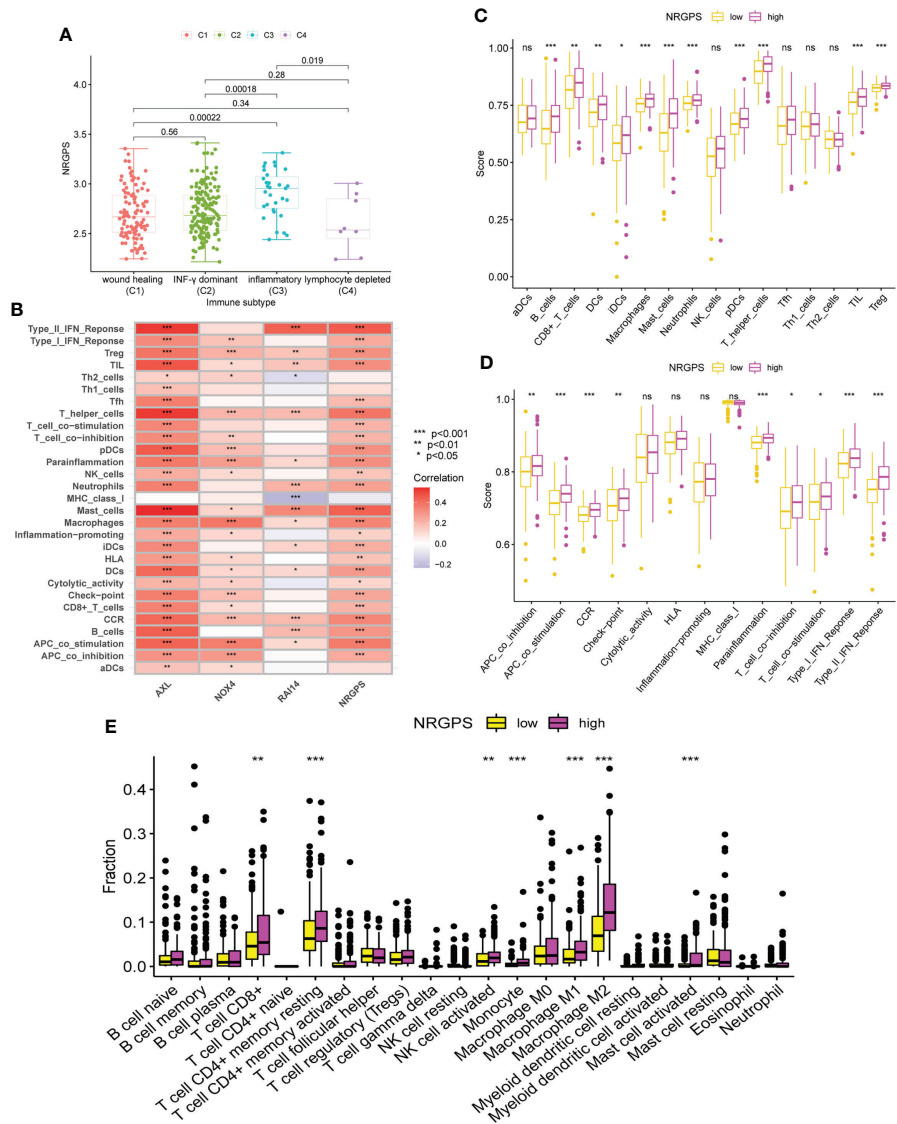 A
C1 C2 C3 C4
0.019
0.28
0.00018
0.34
0.00022
0.56
NRGPS
4.0
3.5
3.0
2.5
wound healing (C1)
INF-γ dominant (C2)
inflammatory (C3)
lymphocyte depleted (C4)
Immune subtype
B
Type_II_IFN_Reponse *** *** ***
Type_I_IFN_Reponse *** ** ***
Treg *** *** ** ***
TIL *** * ** ***
Th2_cells * * *
Th1_cells ***
Tfh *** ***
T_helper_cells *** *** *** ***
T_cell_co-stimulation *** ***
T_cell_co-inhibition *** ** ***
pDCs *** *** ***
Parainflammation *** *** * ***
NK_cells *** * **
Neutrophils *** *** ***
MHC_class_I ***
Mast_cells *** * *** ***
Macrophages *** *** * ***
Inflammation-promoting *** * *
iDCs *** * ***
HLA *** * **
DCs *** * * ***
Cytolytic_activity *** * *
Check-point *** *** ***
CD8+_T_cells *** * ***
CCR *** *** *** ***
B_cells *** *** ***
APC_co_stimulation *** *** * ***
APC_co_inhibition *** *** ***
aDCs ** *
AXL NOX4 RAI14 NRGPS
*** p<0.001
** p<0.01
* p<0.05
Correlation
0.4
0.2
0.0
−0.2
C
NRGPS low high
ns *** ** ** * *** *** *** ns *** *** ns ns ns *** ***
Score
1.00
0.75
0.50
0.25
0.00
aDCs
B_cells
CD8+_T_cells
DCs
iDCs
Macrophages
Mast_cells
Neutrophils
NK_cells
pDCs
T_helper_cells
Tfh
Th1_cells
Th2_cells
TIL
Treg
D
NRGPS low high
** *** *** ** ns ns ns ns *** * * *** ***
Score
1.0
0.8
0.6
APC_co_inhibition
APC_co_stimulation
CCR
Check-point
Cytolytic_activity
HLA
Inflammation-promoting
MHC_class_I
Parainflammation
T_cell_co-inhibition
T_cell_co-stimulation
Type_I_IFN_Reponse
Type_II_IFN_Reponse
E
NRGPS low high
** *** ** *** *** *** ***
Fraction
0.4
0.3
0.2
0.1
0.0
B cell naive
B cell memory
B cell plasma
T cell CD8+
T cell CD4+ naive
T cell CD4+ memory resting
T cell CD4+ memory activated
T cell follicular helper
T cell regulatory (Tregs)
T cell gamma delta
NK cell resting
NK cell activated
Monocyte
Macrophage M0
Macrophage M1
Macrophage M2
Myeloid dendritic cell resting
Myeloid dendritic cell activated
Mast cell activated
Mast cell resting
Eosinophil
Neutrophil